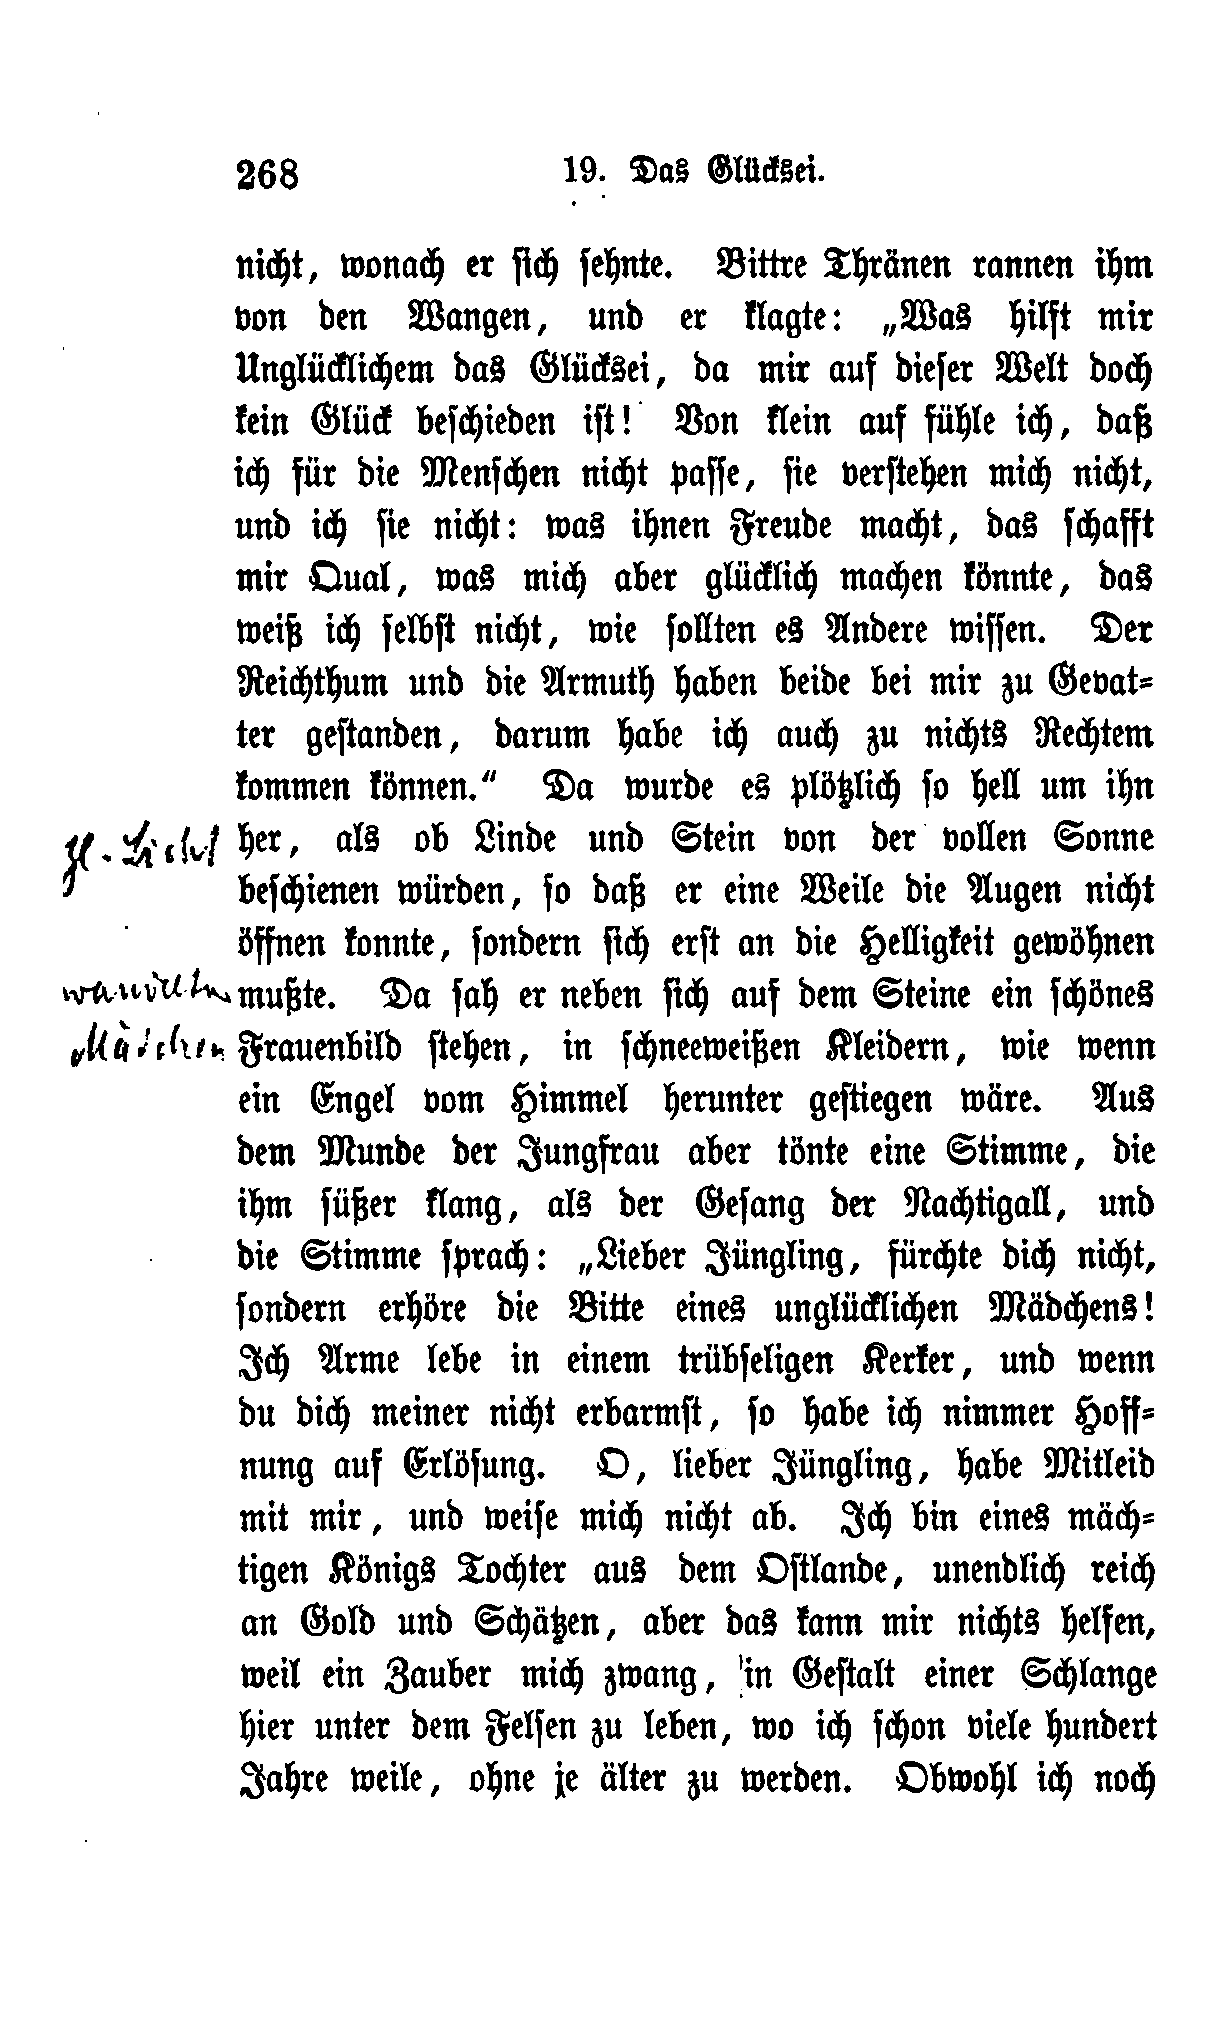 268 19. Das Glücksei.
nicht, wonach er sich sehnte. Bittre Thränen rannen ihm
von den Wangen, und er klagte: „Was hilft mir
Unglücklichem das Glücksei, da mir auf dieser Welt doch
kein Glück beschieden ist! Von klein auf fühle ich, daß
ich für die Menschen nicht passe, sie verstehen mich nicht,
und ich sie nicht: was ihnen Freude macht, das schafft
mir Qual, was mich aber glücklich machen könnte, das
weiß ich selbst nicht, wie sollten es Andere wissen. Der
Reichthum und die Armuth haben beide bei mir zu Gevat=
ter gestanden, darum habe ich auch zu nichts Rechtem
kommen können.“ Da wurde es plötzlich so hell um ihn
her, als ob Linde und Stein von der vollen Sonne
beschienen würden, so daß er eine Weile die Augen nicht
öffnen konnte, sondern sich erst an die Helligkeit gewöhnen
mußte. Da sah er neben sich auf dem Steine ein schönes
Mädchen Frauenbild stehen, in schneeweißen Kleidern, wie wenn
ein Engel vom Himmel herunter gestiegen wäre. Aus
dem Munde der Jungfrau aber tönte eine Stimme, die
ihm süßer klang, als der Gesang der Nachtigall, und
die Stimme sprach: „Lieber Jüngling, fürchte dich nicht,
sondern erhöre die Bitte eines unglücklichen Mädchens!
Ich Arme lebe in einem trübseligen Kerker, und wenn
du dich meiner nicht erbarmst, so habe ich nimmer Hoff=
nung auf Erlösung. O, lieber Jüngling, habe Mitleid
mit mir, und weise mich nicht ab. Ich bin eines mäch=
tigen Königs Tochter aus dem Ostlande, unendlich reich
an Gold und Schätzen, aber das kann mir nichts helfen,
weil ein Zauber mich zwang, in Gestalt einer Schlange
hier unter dem Felsen zu leben, wo ich schon viele hundert
Jahre weile, ohne je älter zu werden. Obwohl ich noch